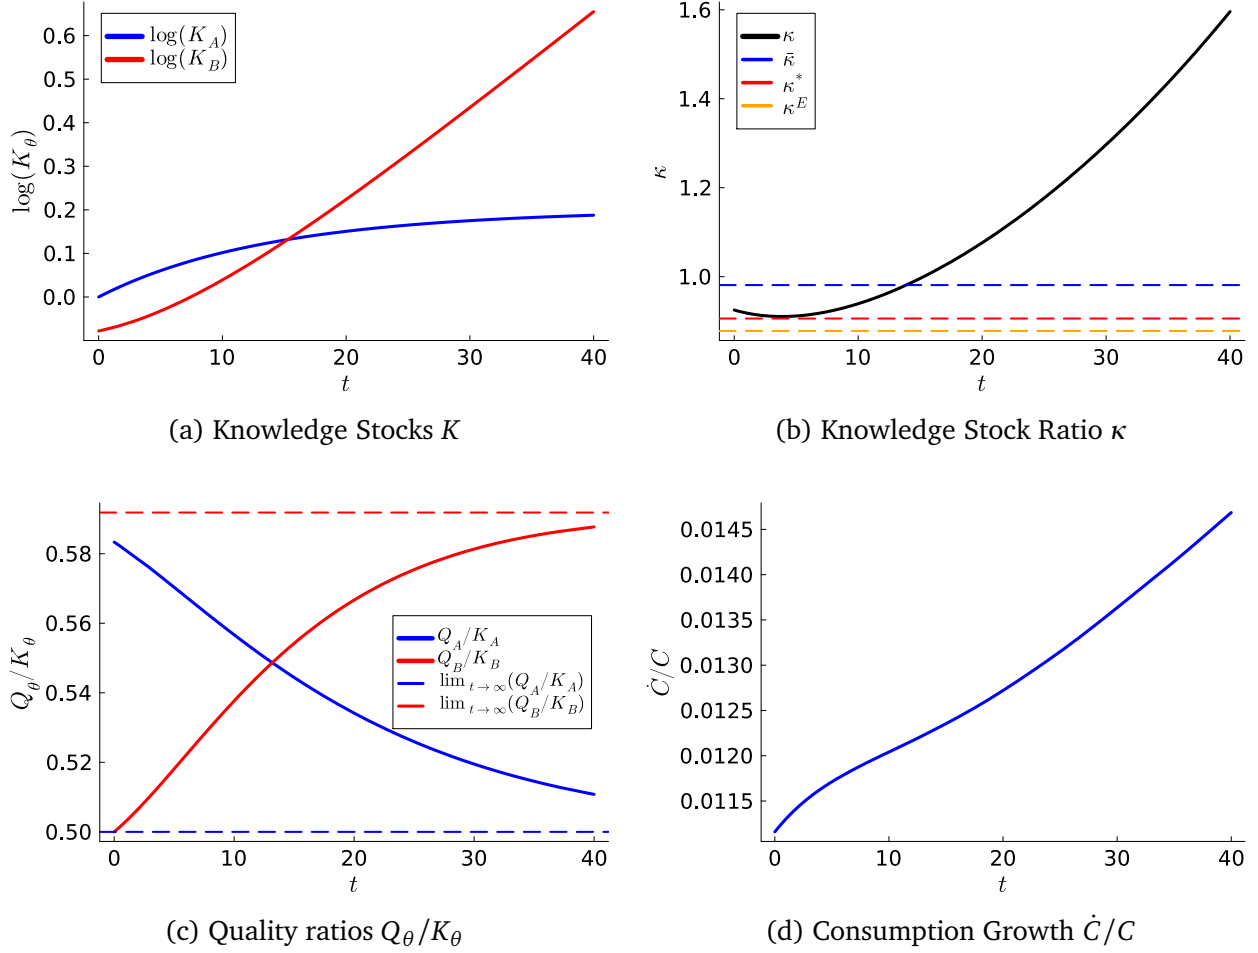 log(K_θ)
0.6
0.5
0.4
0.3
0.2
0.1
0.0
log(K_A)
log(K_B)
0 10 20 30 40
t
(a) Knowledge Stocks K
κ
1.6
1.4
1.2
1.0
κ
κ̄
κ*
κ^E
0 10 20 30 40
t
(b) Knowledge Stock Ratio κ
Q_θ/K_θ
0.58
0.56
0.54
0.52
0.50
Q_A/K_A
Q_B/K_B
lim_{t→∞}(Q_A/K_A)
lim_{t→∞}(Q_B/K_B)
0 10 20 30 40
t
(c) Quality ratios Q_θ/K_θ
Ċ/C
0.0145
0.0140
0.0135
0.0130
0.0125
0.0120
0.0115
0 10 20 30 40
t
(d) Consumption Growth Ċ/C